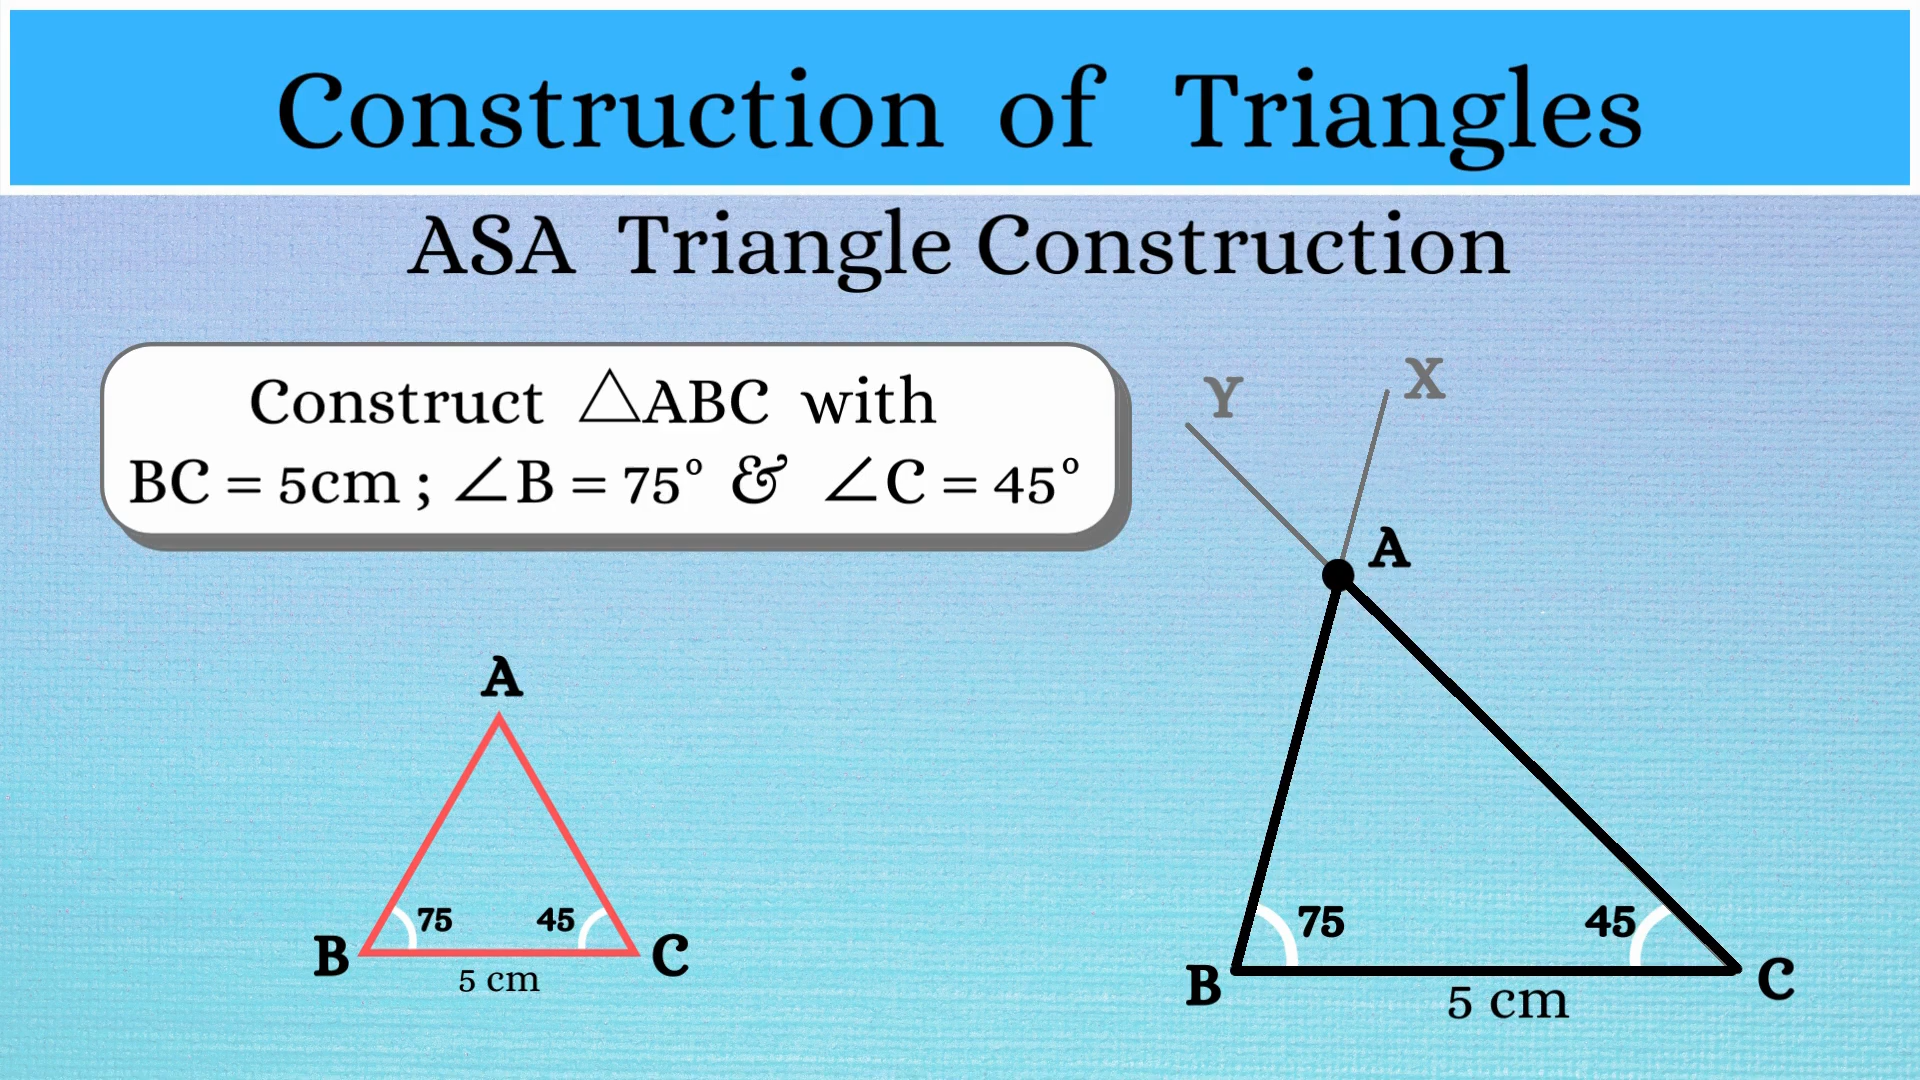 Construction of Triangles
ASA Triangle Construction
Construct △ABC with
BC = 5cm ; ∠B = 75° & ∠C = 45°
A
75
45
B
C
5 cm
Y
X
A
75
45
B
C
5 cm